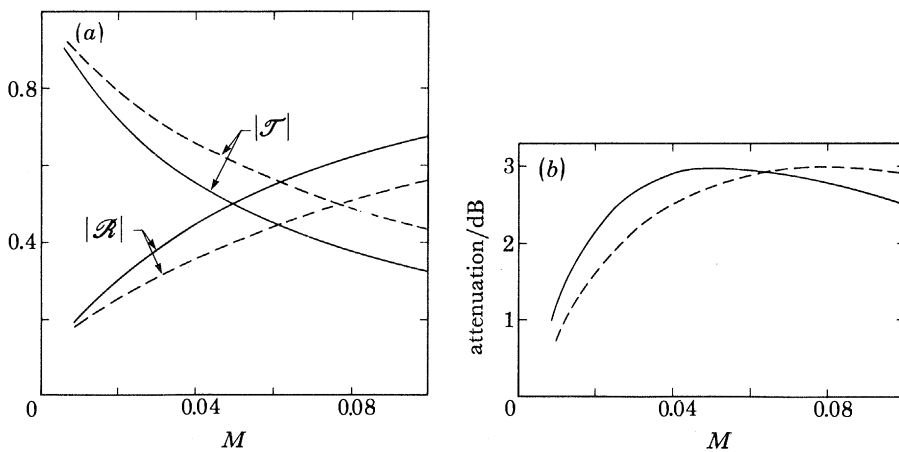 (a)
0.8
|𝒯|
|ℛ|
0.4
0
0.04
0.08
M
(b)
3
2
1
attenuation/dB
0
0.04
0.08
M